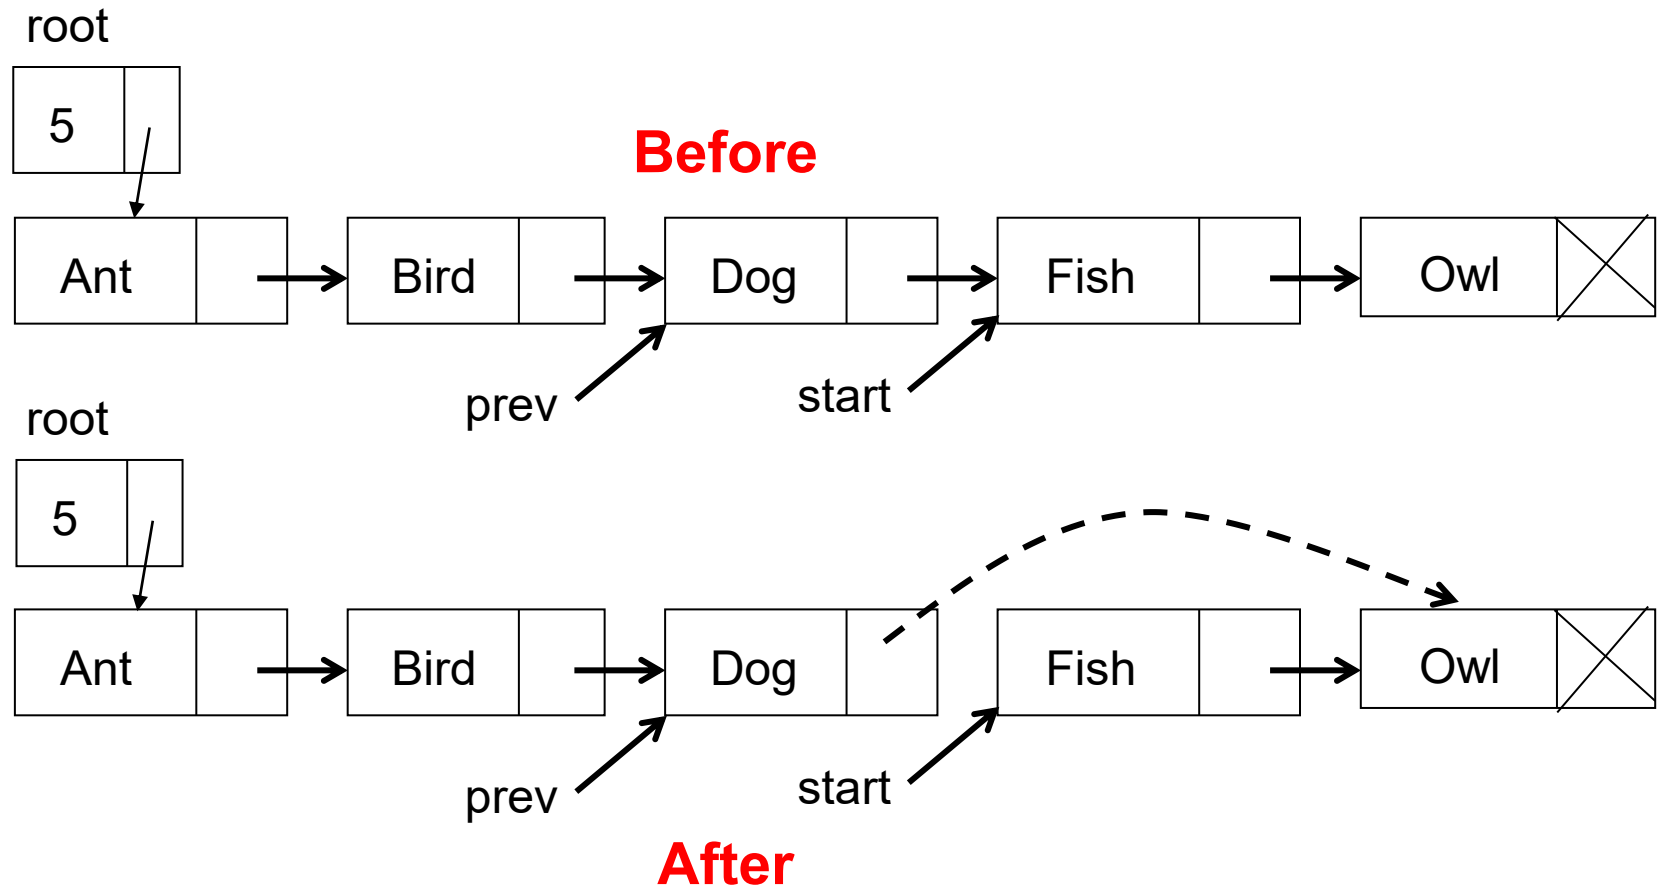 root
5
Before
Ant Bird Dog Fish Owl
prev start
root
5
Ant Bird Dog Fish Owl
prev start
After